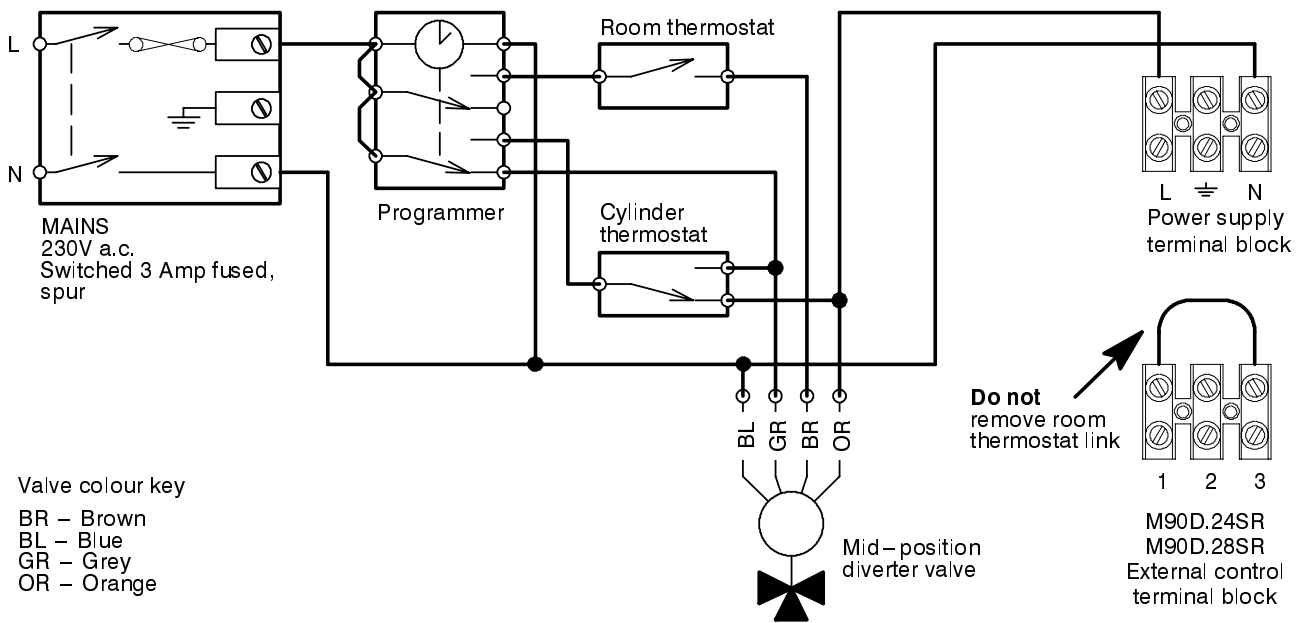 L
N
MAINS
230V a.c.
Switched 3 Amp fused,
spur
Programmer
Room thermostat
Cylinder
thermostat
L N
Power supply
terminal block
Do not
remove room
thermostat link
BL GR BR OR
1 2 3
M90D.24SR
M90D.28SR
External control
terminal block
Mid–position
diverter valve
Valve colour key
BR – Brown
BL – Blue
GR – Grey
OR – Orange